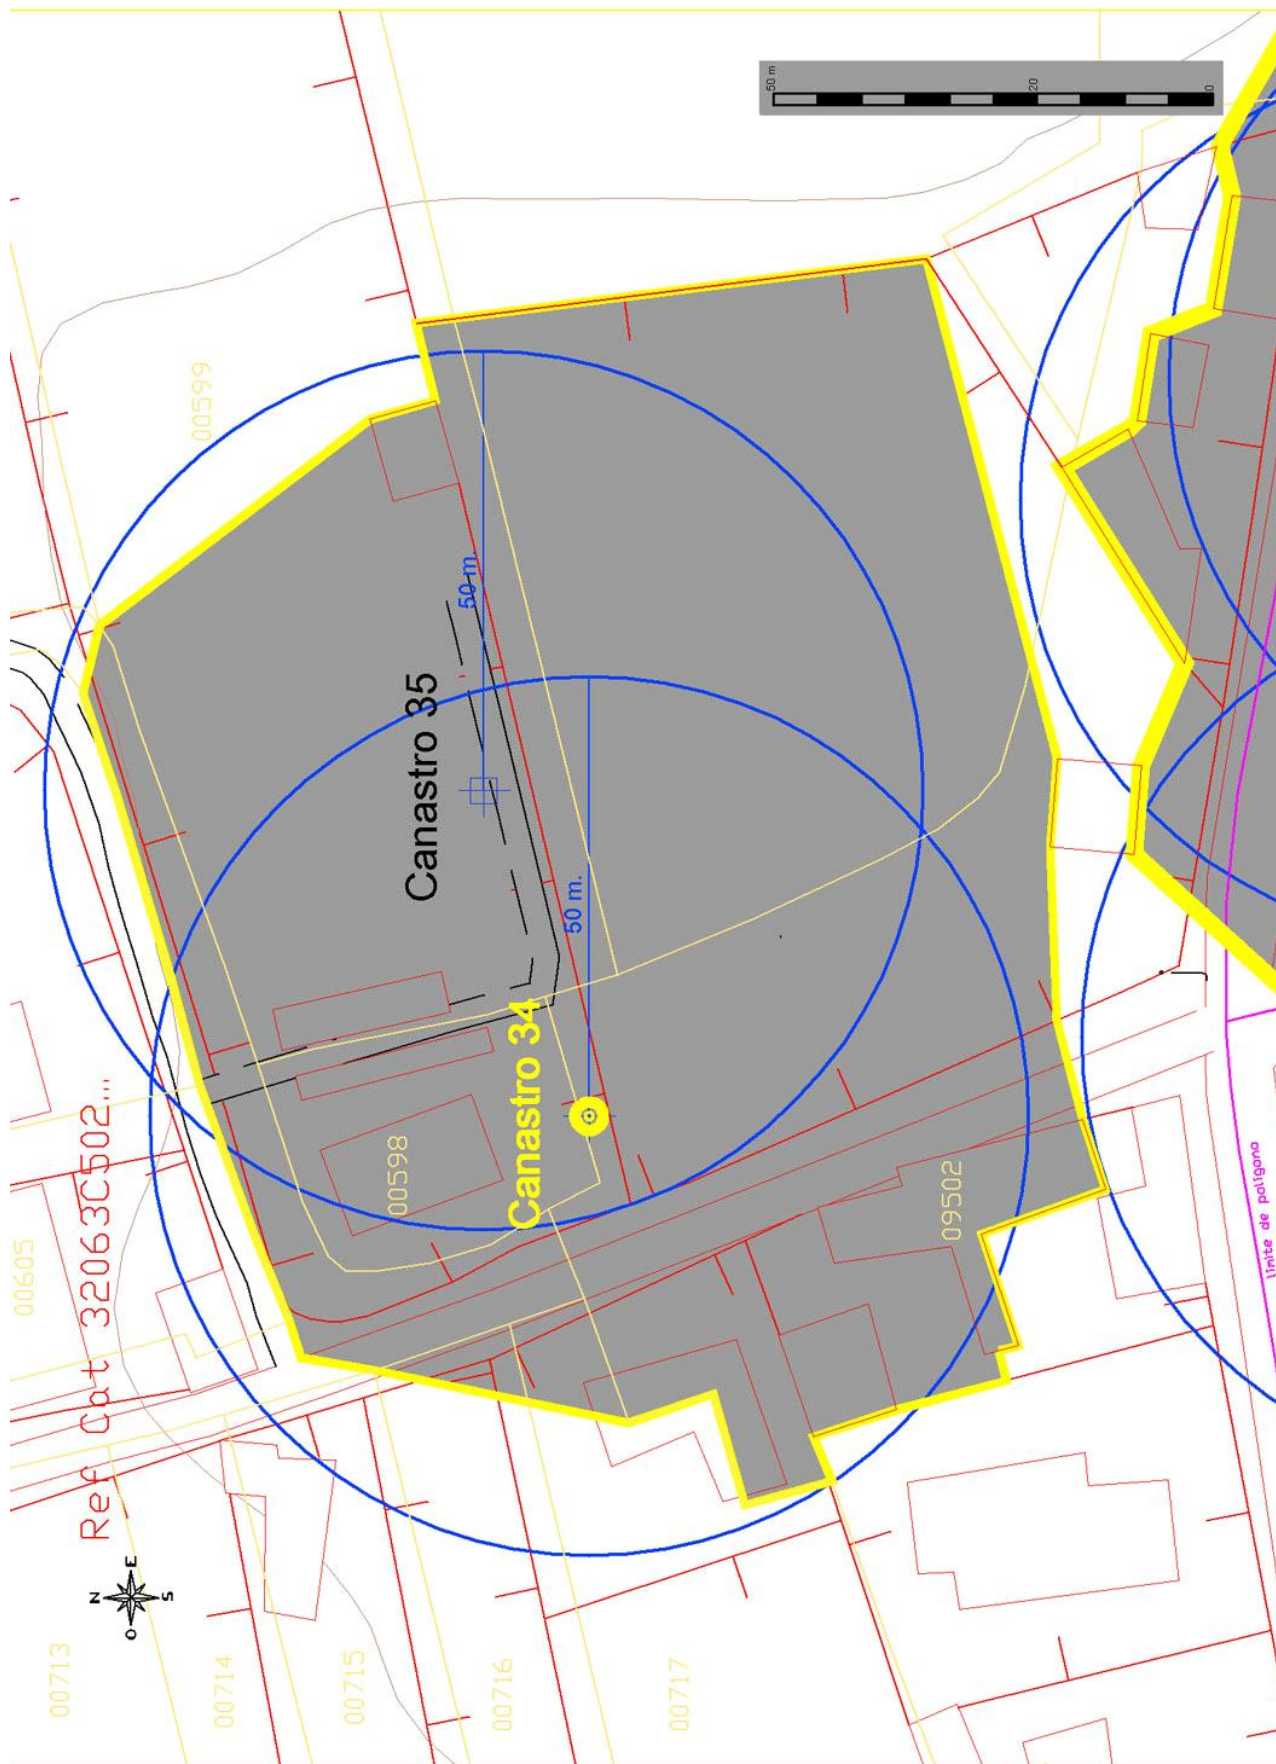 50 m
20
0
00599
50 m.
Canastro 35
50 m.
Canastro 34
00598
09502
límite de polígono
Ref Cat 32063C502...
00605
N
E
S
O
00713
00714
00715
00716
00717